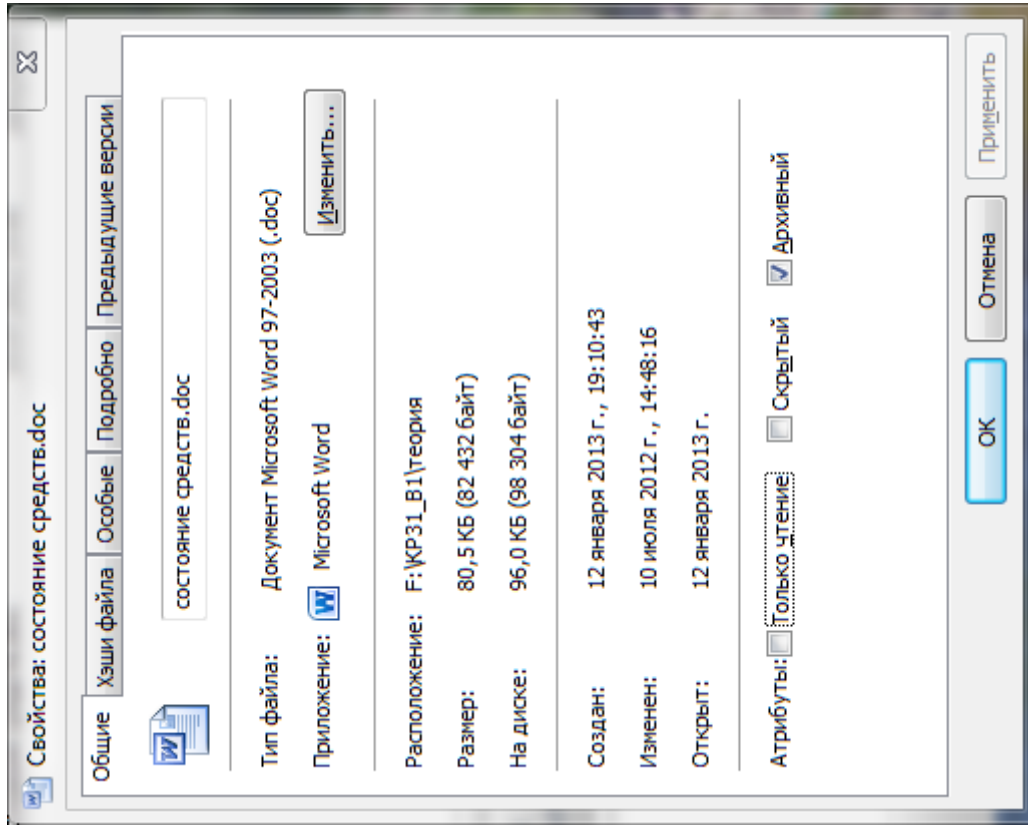 Свойства: состояние средств.doc
Общие Хэши файла Особые Подробно Предыдущие версии
состояние средств.doc
Тип файла: Документ Microsoft Word 97-2003 (.doc)
Приложение: Microsoft Word Изменить...
Расположение: F:\KP31_B1\теория
Размер: 80,5 КБ (82 432 байт)
На диске: 96,0 КБ (98 304 байт)
Создан: 12 января 2013 г., 19:10:43
Изменен: 10 июля 2012 г., 14:48:16
Открыт: 12 января 2013 г.
Атрибуты: Только чтение Скрытый Архивный
ОК Отмена Применить